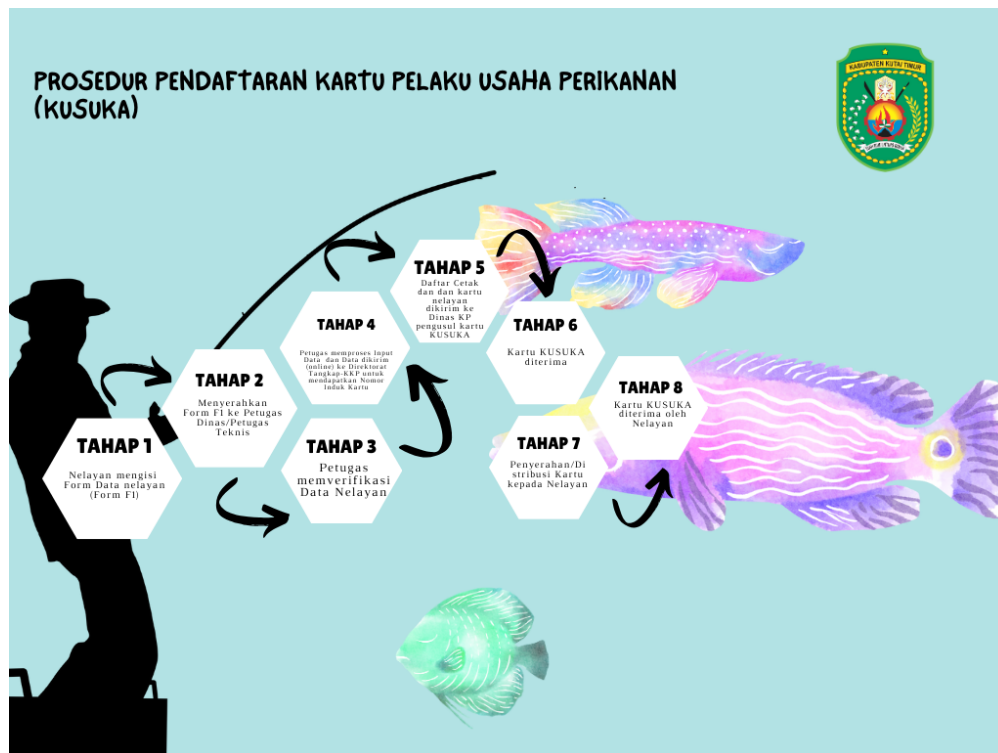 PROSEDUR PENDAFTARAN KARTU PELAKU USAHA PERIKANAN
(KUSUKA)
KABUPATEN KUTAI TIMUR
TAHAP 1
Nelayan mengisi
Form Data nelayan
(Form F1)
TAHAP 2
Menyerahkan
Form F1 ke Petugas
Dinas/Petugas
Teknis
TAHAP 3
Petugas
memverifikasi
Data Nelayan
TAHAP 4
Petugas memproses Input
Data dan Data dikirim
(online) ke Direktorat
Tangkap-KKP untuk
mendapatkan Nomor
Induk Kartu
TAHAP 5
Daftar Cetak
dan dan kartu
nelayan
dikirim ke
Dinas KP
pengusul kartu
KUSUKA
TAHAP 6
Kartu KUSUKA
diterima
TAHAP 7
Penyerahan/Di
stribusi Kartu
kepada Nelayan
TAHAP 8
Kartu KUSUKA
diterima oleh
Nelayan